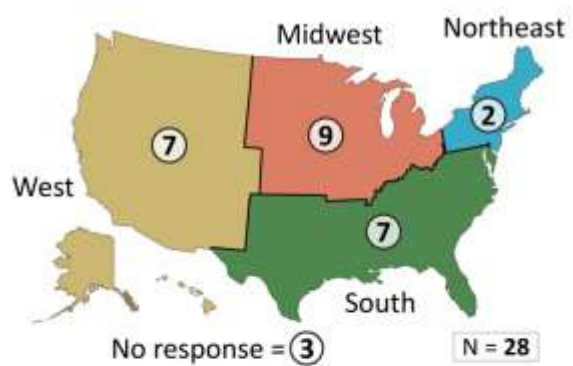 Midwest
Northeast
2
9
7
West
7
South
No response = 3
N = 28